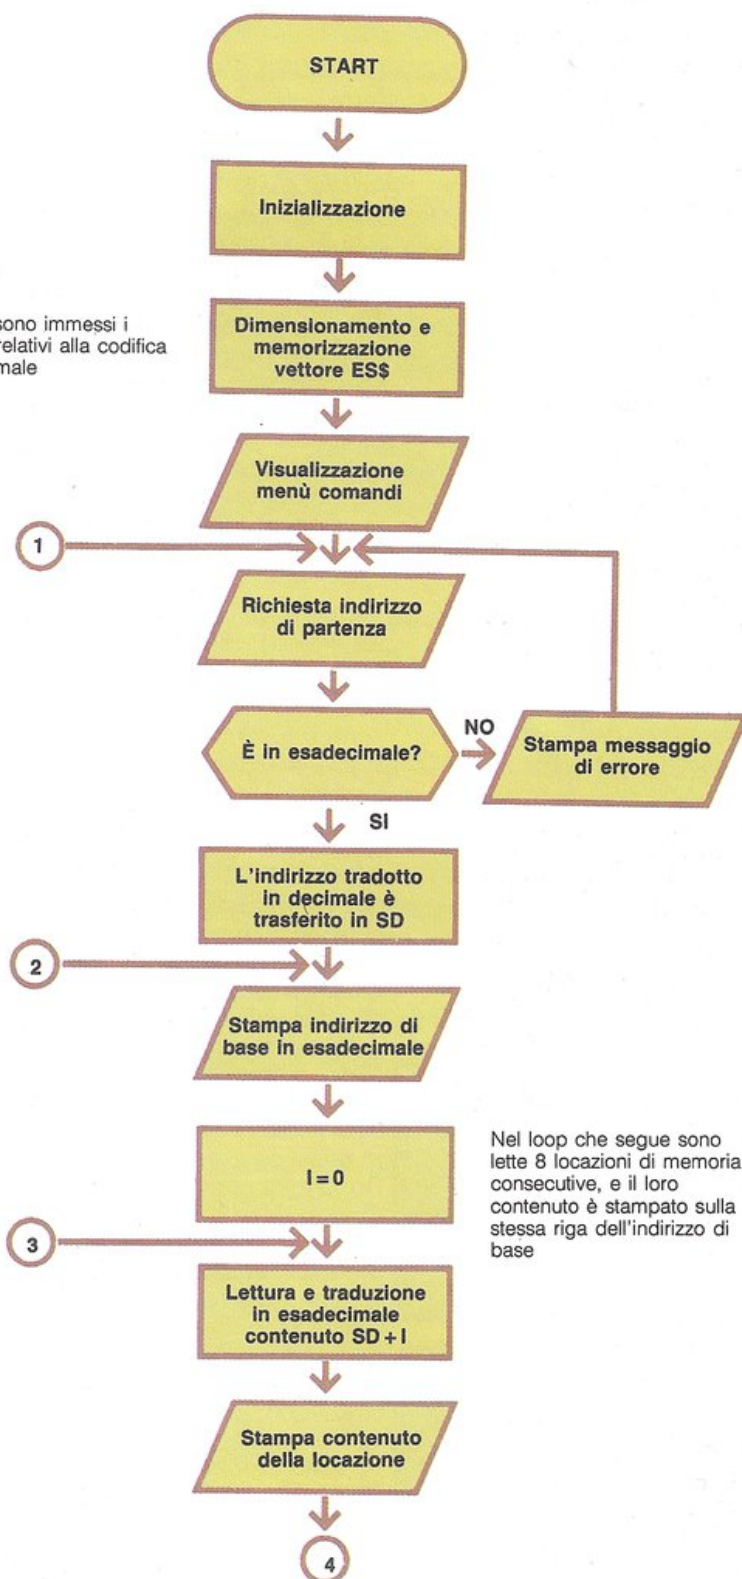 START
Inizializzazione
sono immessi i
relativi alla codifica
Dimensionamento e
memorizzazione
vettore ES$
Visualizzazione
menù comandi
1
Richiesta indirizzo
di partenza
È in esadecimale?
NO
Stampa messaggio
di errore
SI
L'indirizzo tradotto
in decimale è
trasferito in SD
2
Stampa indirizzo di
base in esadecimale
I = 0
Nel loop che segue sono
lette 8 locazioni di memoria
consecutive, e il loro
contenuto è stampato sulla
stessa riga dell'indirizzo di
base
3
Lettura e traduzione
in esadecimale
contenuto SD + I
Stampa contenuto
della locazione
4